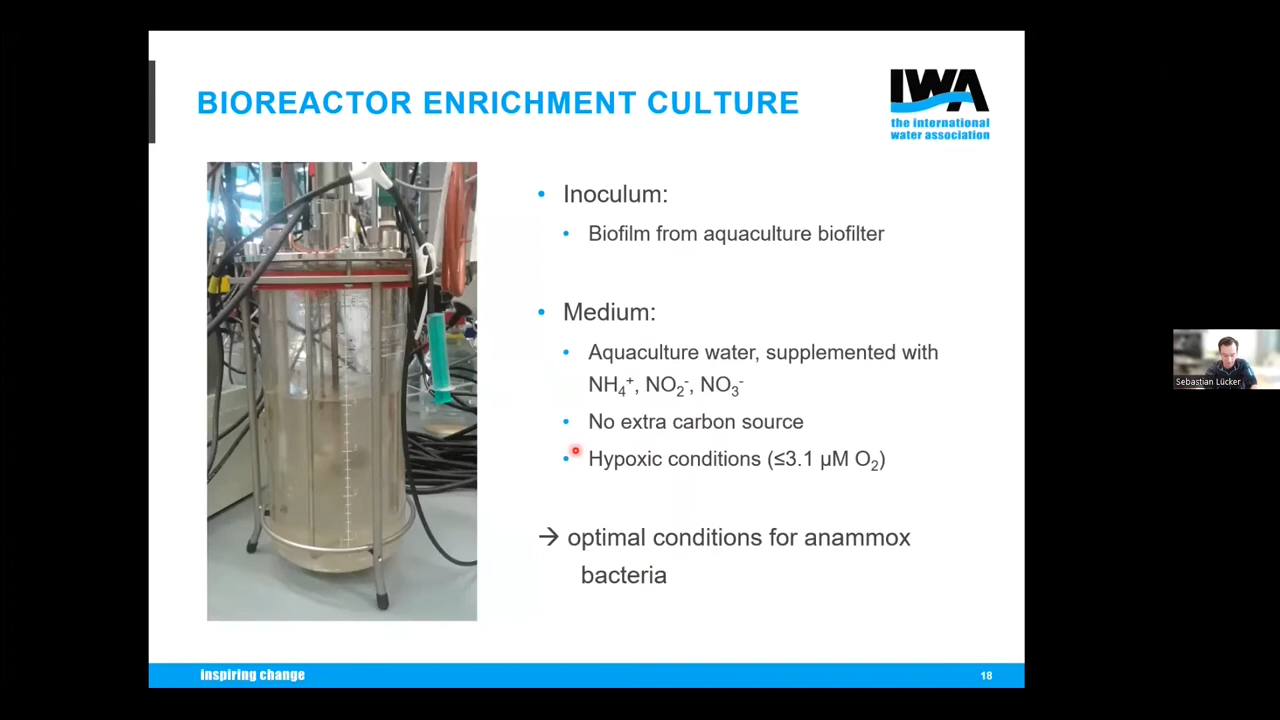 BIOREACTOR ENRICHMENT CULTURE
IWA
the international
water association
• Inoculum:
• Biofilm from aquaculture biofilter
• Medium:
• Aquaculture water, supplemented with
NH₄⁺, NO₂⁻, NO₃⁻
• No extra carbon source
• Hypoxic conditions (≤3.1 µM O₂)
→ optimal conditions for anammox
bacteria
Sebastian Lücker
inspiring change
18